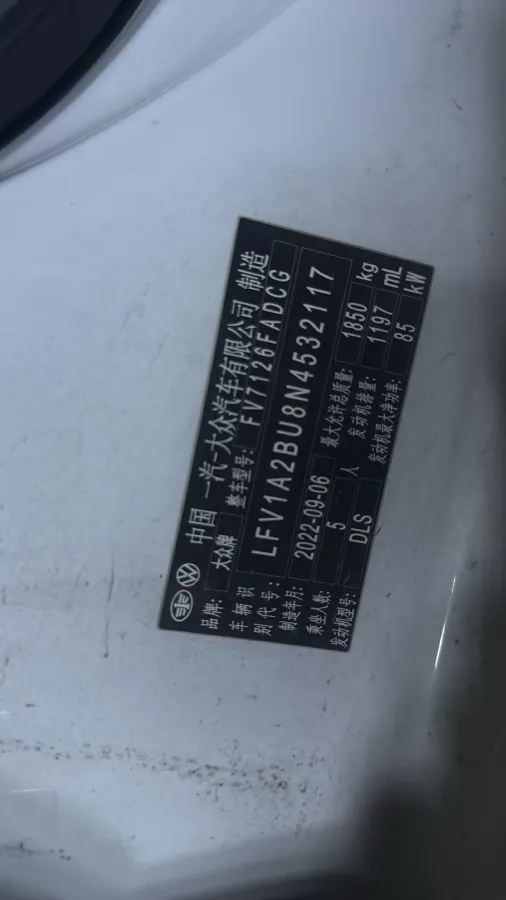 中国 一汽-大众汽车有限公司 制造
品牌: 大众牌 整车型号: FV7126FADCG
车辆识别代号: LFV1A2BU8N4532117
制造年月: 2022-09-06 最大允许总质量: 1850 kg
乘坐人数: 5 人 发动机排量: 1197 mL
发动机型号: DLS 发动机最大净功率: 85 kW